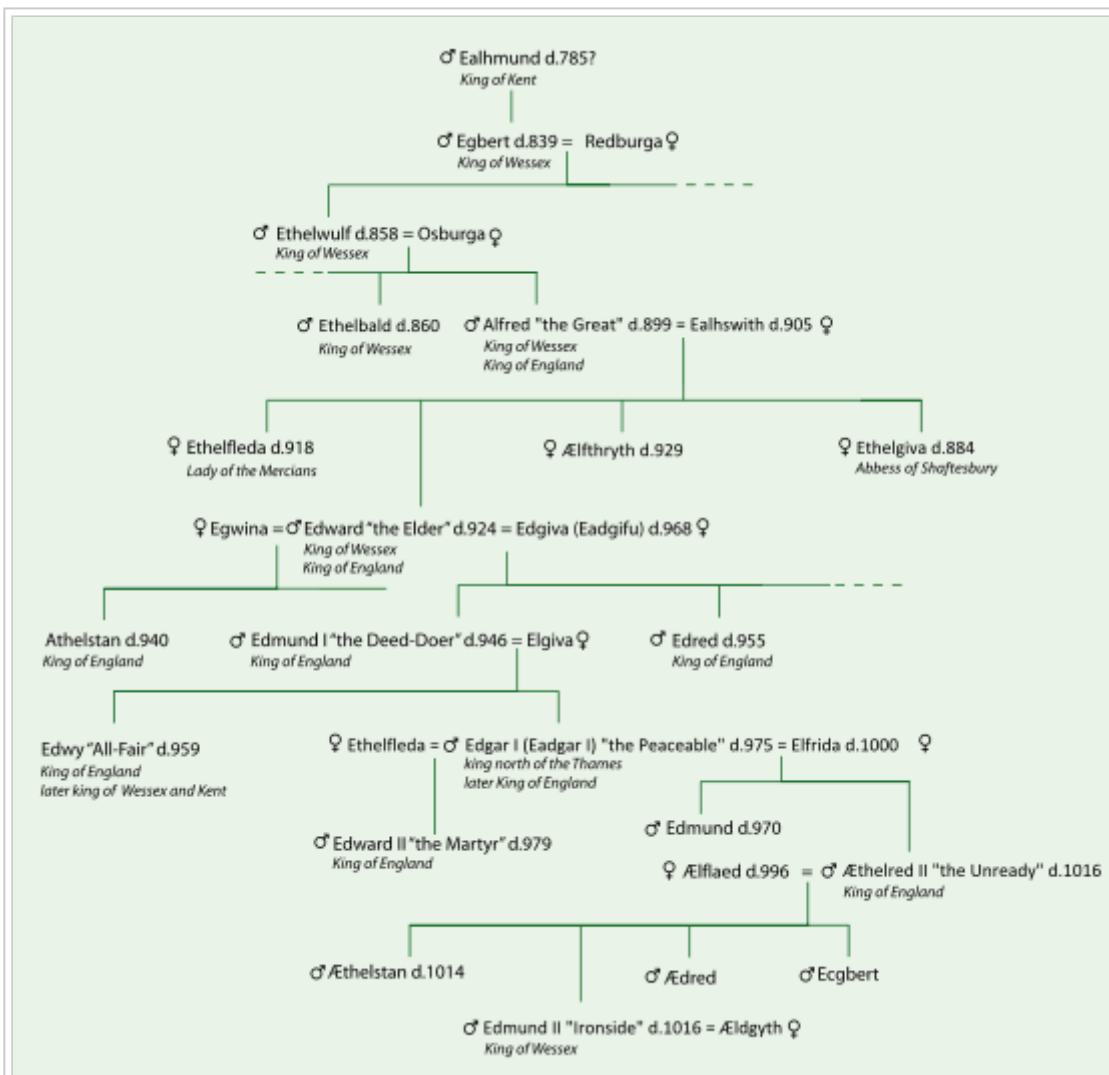 ♂ Ealhmund d.785?
King of Kent
♂ Egbert d.839 = Redburga ♀
King of Wessex
♂ Ethelwulf d.858 = Osburga ♀
King of Wessex
♂ Ethelbald d.860 ♂ Alfred "the Great" d.899 = Ealhswith d.905 ♀
King of Wessex King of Wessex
King of England
♀ Ethelfleda d.918 ♀ Ælfthryth d.929 ♀ Ethelgiva d.884
Lady of the Mercians Abbess of Shaftesbury
♀ Egwina = ♂ Edward "the Elder" d.924 = Edgiva (Eadgifu) d.968 ♀
King of Wessex
King of England
Athelstan d.940 ♂ Edmund I "the Deed-Doer" d.946 = Elgiva ♀ ♂ Edred d.955
King of England King of England King of England
Edwy "All-Fair" d.959 ♀ Ethelfleda = ♂ Edgar I (Eadgar I) "the Peaceable" d.975 = Elfrida d.1000 ♀
King of England king north of the Thames
later king of Wessex and Kent later King of England
♂ Edmund d.970
♂ Edward II "the Martyr" d.979
King of England
♀ Ælflaed d.996 = ♂ Æthelred II "the Unready" d.1016
King of England
♂ Æthelstan d.1014 ♂ Ædred ♂ Ecgbert
♂ Edmund II "Ironside" d.1016 = Ældgyth ♀
King of Wessex